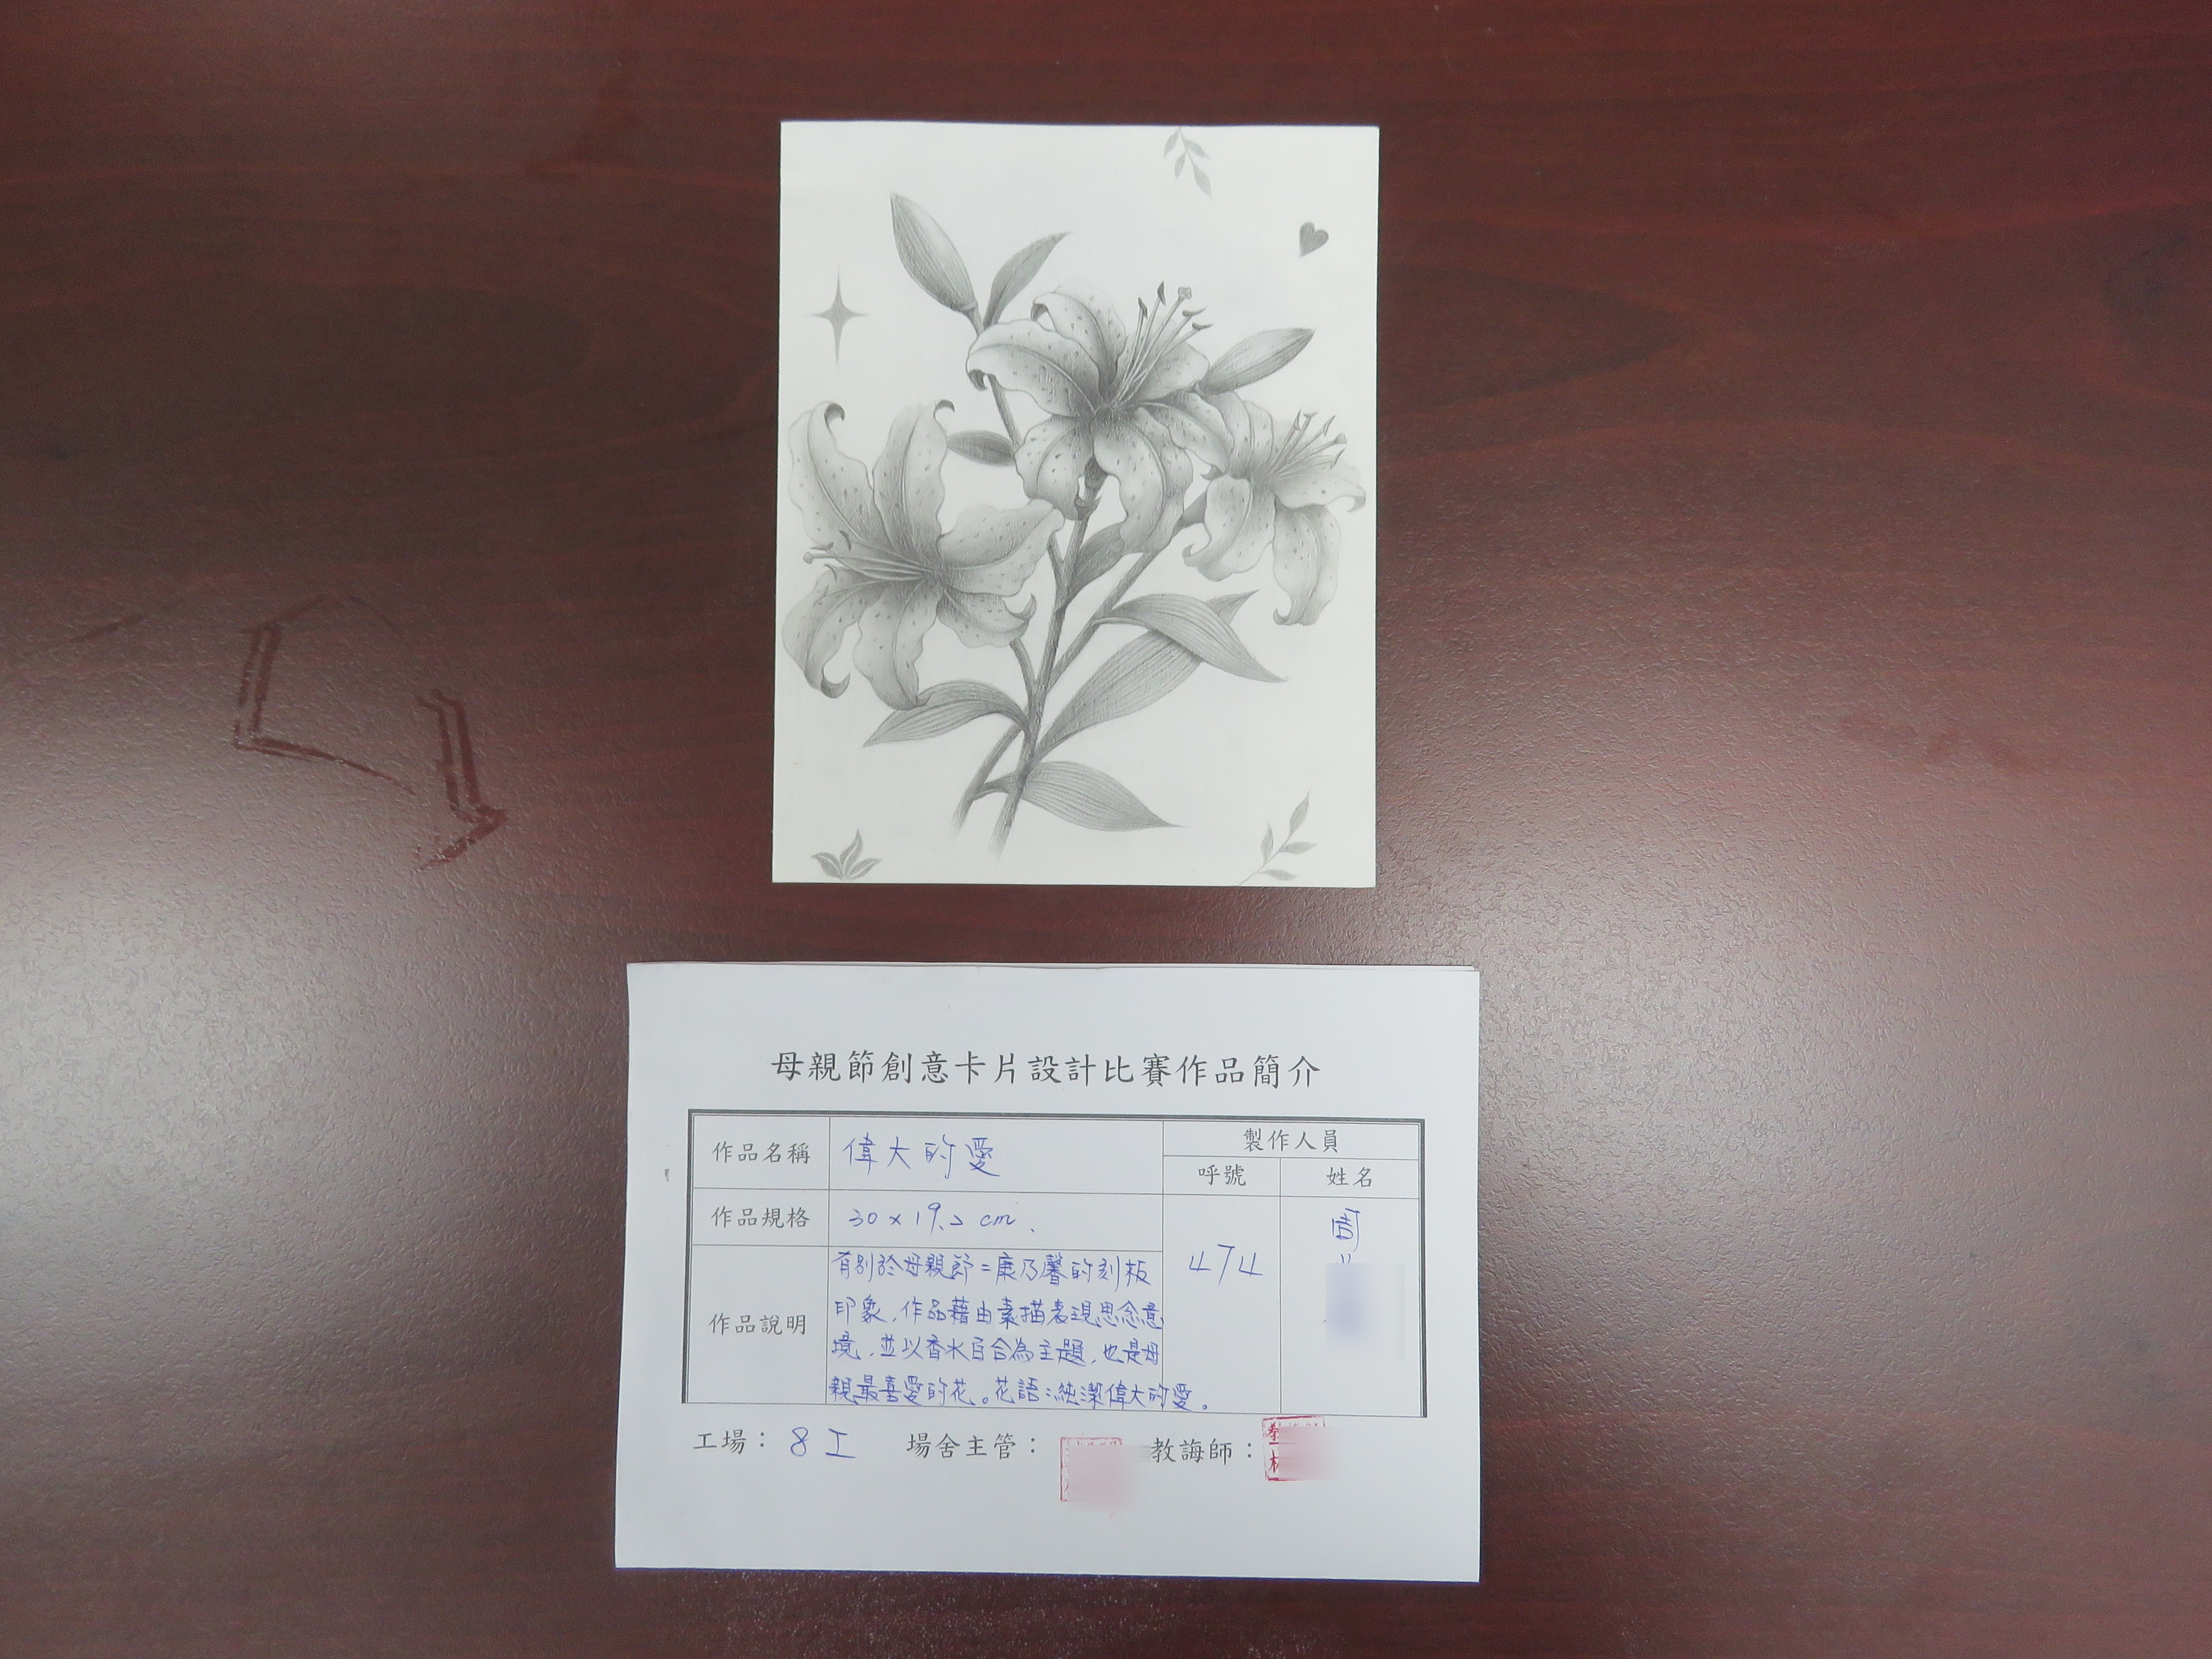 母親節創意卡片設計比賽作品簡介
作品名稱 偉大的愛
製作人員
呼號 姓名
作品規格 30 x 19.2 cm.
474 周
作品說明
有別於母親節=康乃馨的刻板
印象,作品藉由素描表現思念意
境,並以香水百合為主題,也是母
親最喜愛的花。花語:純潔偉大的愛。
工場: 8工 場舍主管: 教誨師: